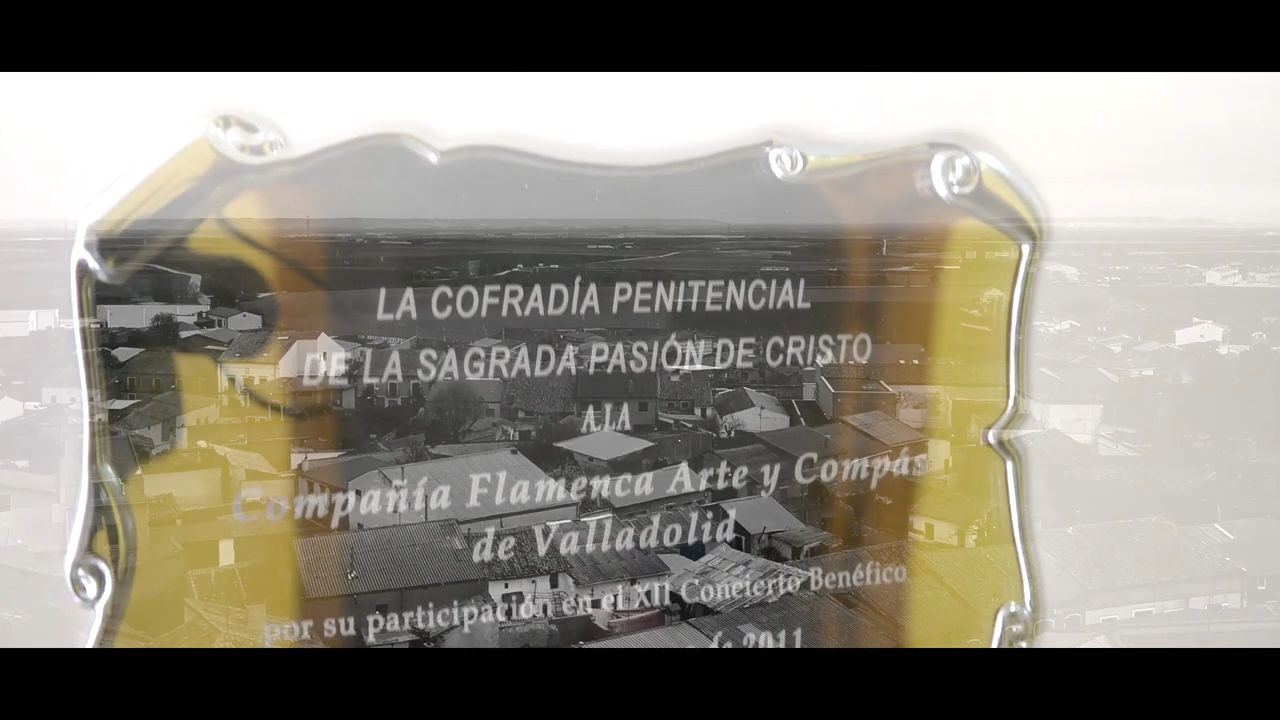 LA COFRADÍA PENITENCIAL
DE LA SAGRADA PASIÓN DE CRISTO
A LA
Compañía Flamenca Arte y Compás
de Valladolid
por su participación en el XII Concierto Benéfico
2011